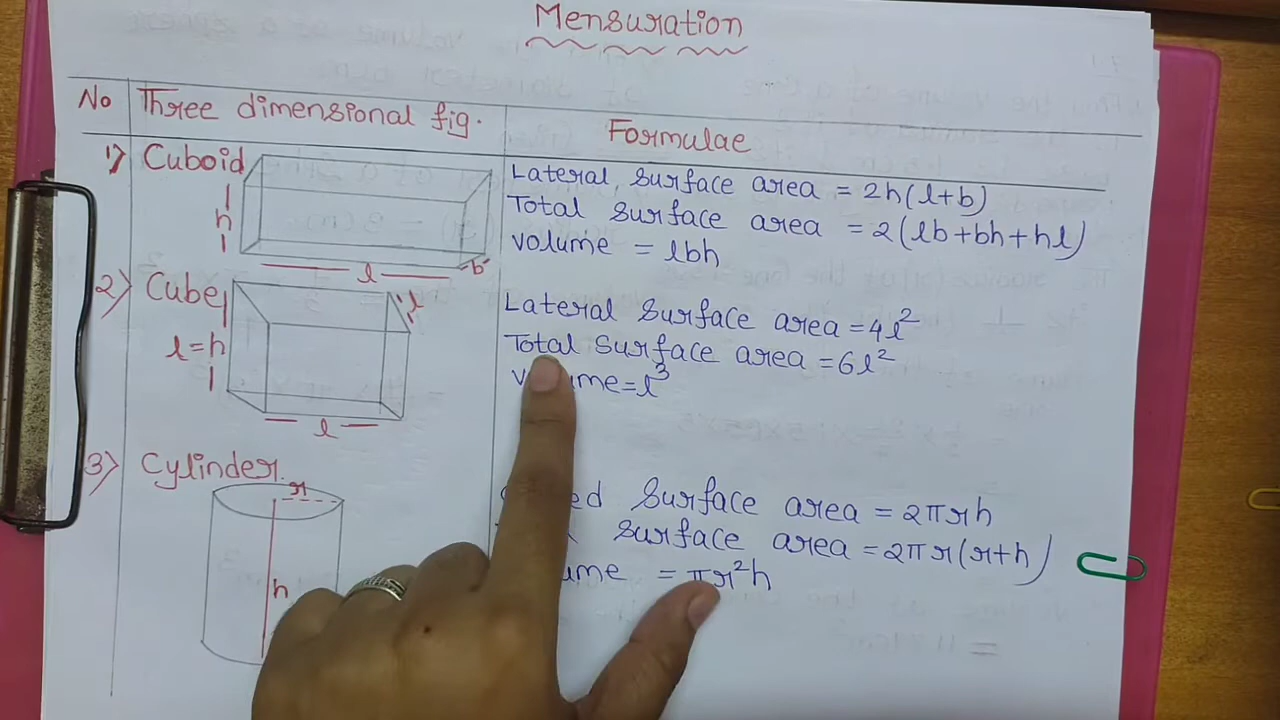 Mensuration
No Three dimensional fig. Formulae
1) Cuboid
h
l
b
Lateral surface area = 2h(l+b)
Total surface area = 2(lb+bh+hl)
volume = lbh
2) Cube
l
l=h
l
Lateral surface area = 4l²
Total surface area = 6l²
=l³
3) Cylinder
r
h
surface area = 2πrh
surface area = 2πr(r+h)
= πr²h